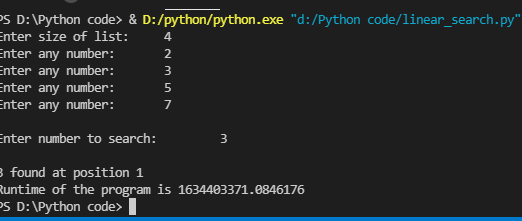 PS D:\Python code> & D:/python/python.exe "d:/Python code/linear_search.py"
Enter size of list: 4
Enter any number: 2
Enter any number: 3
Enter any number: 5
Enter any number: 7
Enter number to search: 3
3 found at position 1
Runtime of the program is 1634403371.0846176
PS D:\Python code>